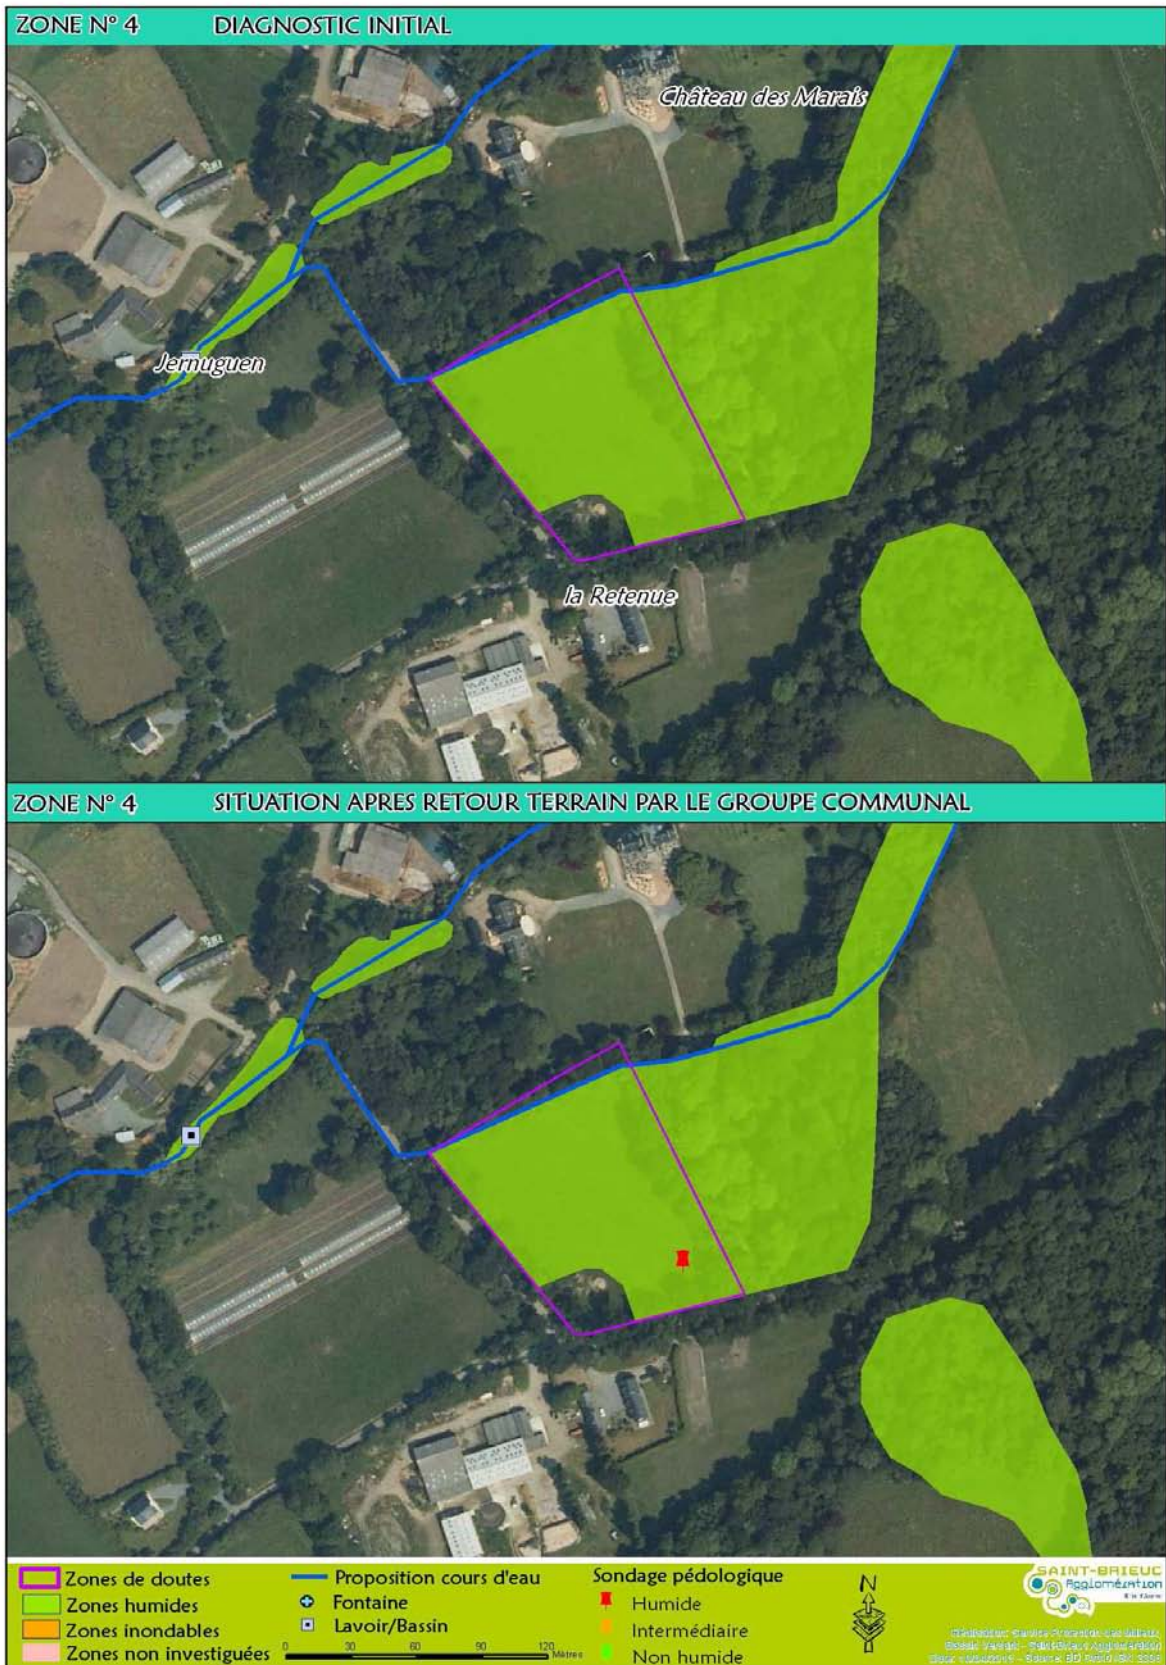 ZONE N° 4 DIAGNOSTIC INITIAL
Château des Marais
Jernuguen
la Retenue
ZONE N° 4 SITUATION APRES RETOUR TERRAIN PAR LE GROUPE COMMUNAL
Zones de doutes
Zones humides
Zones inondables
Zones non investiguées
Proposition cours d'eau
Fontaine
Lavoir/Bassin
0 30 60 90 120 Mètres
Sondage pédologique
Humide
Intermédiaire
Non humide
N
SAINT-BRIEUC
Agglomération